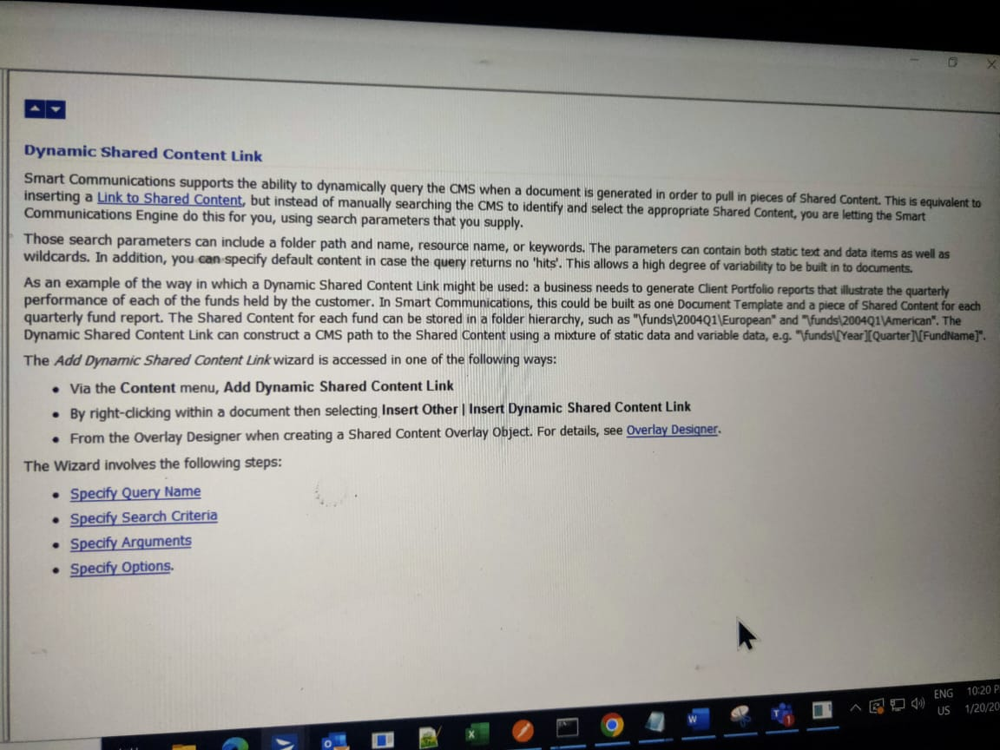 Dynamic Shared Content Link
Smart Communications supports the ability to dynamically query the CMS when a document is generated in order to pull in pieces of Shared Content. This is equivalent to
inserting a Link to Shared Content, but instead of manually searching the CMS to identify and select the appropriate Shared Content, you are letting the Smart
Communications Engine do this for you, using search parameters that you supply.
Those search parameters can include a folder path and name, resource name, or keywords. The parameters can contain both static text and data items as well as
wildcards. In addition, you can specify default content in case the query returns no 'hits'. This allows a high degree of variability to be built in to documents.
As an example of the way in which a Dynamic Shared Content Link might be used: a business needs to generate Client Portfolio reports that illustrate the quarterly
performance of each of the funds held by the customer. In Smart Communications, this could be built as one Document Template and a piece of Shared Content for each
quarterly fund report. The Shared Content for each fund can be stored in a folder hierarchy, such as "\funds\2004Q1\European" and "\funds\2004Q1\American". The
Dynamic Shared Content Link can construct a CMS path to the Shared Content using a mixture of static data and variable data, e.g. "\funds\[Year][Quarter]\[FundName]".
The Add Dynamic Shared Content Link wizard is accessed in one of the following ways:
• Via the Content menu, Add Dynamic Shared Content Link
• By right-clicking within a document then selecting Insert Other | Insert Dynamic Shared Content Link
• From the Overlay Designer when creating a Shared Content Overlay Object. For details, see Overlay Designer.
The Wizard involves the following steps:
• Specify Query Name
• Specify Search Criteria
• Specify Arguments
• Specify Options.
ENG 10:20 P
US 1/20/20